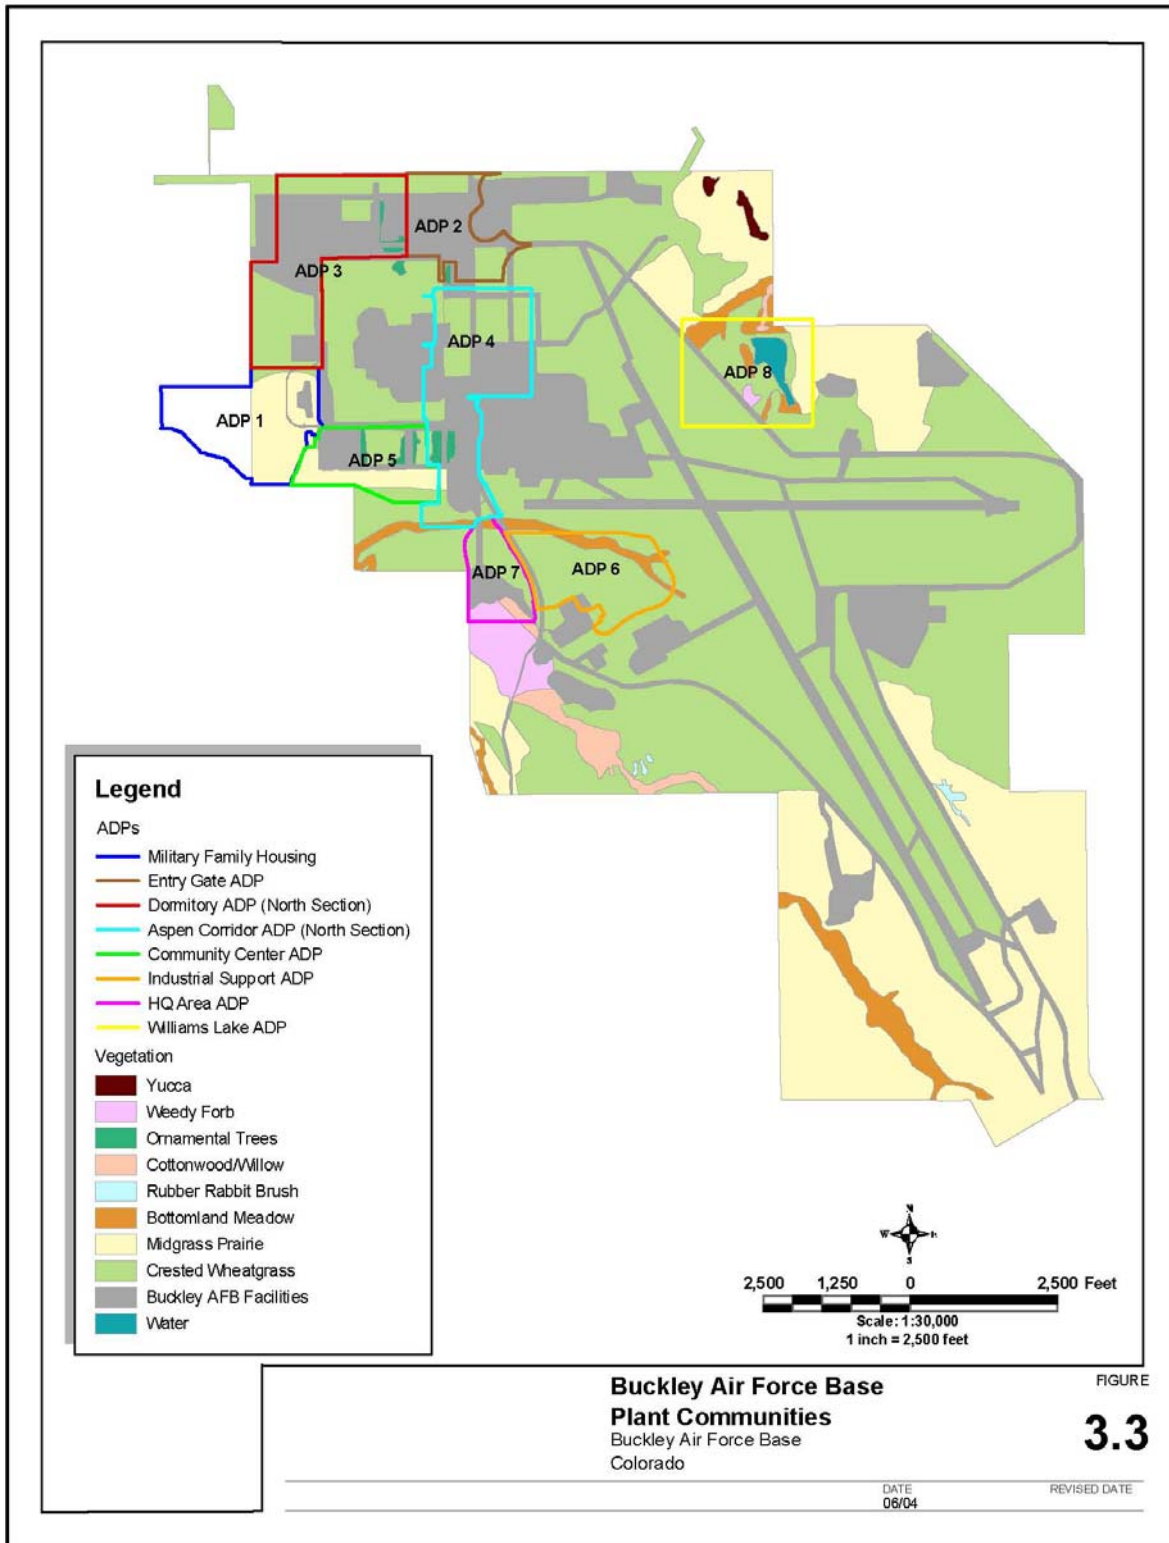 ADP 2
ADP 3
ADP 4
ADP 8
ADP 1
ADP 5
ADP 7
ADP 6
Legend
ADPs
Military Family Housing
Entry Gate ADP
Dormitory ADP (North Section)
Aspen Corridor ADP (North Section)
Community Center ADP
Industrial Support ADP
HQ Area ADP
Williams Lake ADP
Vegetation
Yucca
Weedy Forb
Ornamental Trees
Cottonwood/Willow
Rubber Rabbit Brush
Bottomland Meadow
Midgrass Prairie
Crested Wheatgrass
Buckley AFB Facilities
Water
N
W E
S
2,500 1,250 0 2,500 Feet
Scale: 1:30,000
1 inch = 2,500 feet
Buckley Air Force Base
Plant Communities
Buckley Air Force Base
Colorado
FIGURE
3.3
DATE
06/04
REVISED DATE